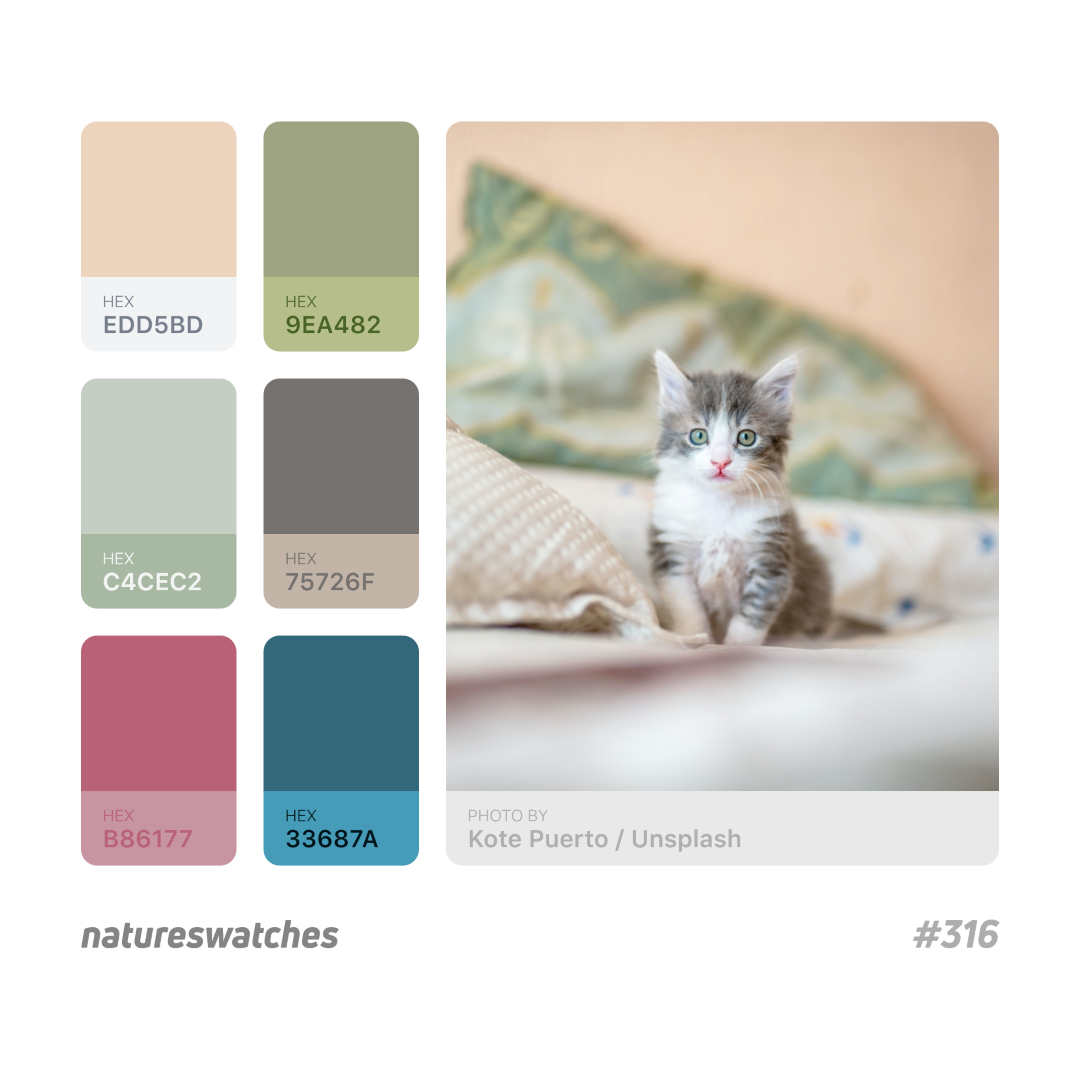 HEX
EDD5BD
HEX
9EA482
HEX
C4CEC2
HEX
75726F
HEX
B86177
HEX
33687A
PHOTO BY
Kote Puerto / Unsplash
natureswatches
#316